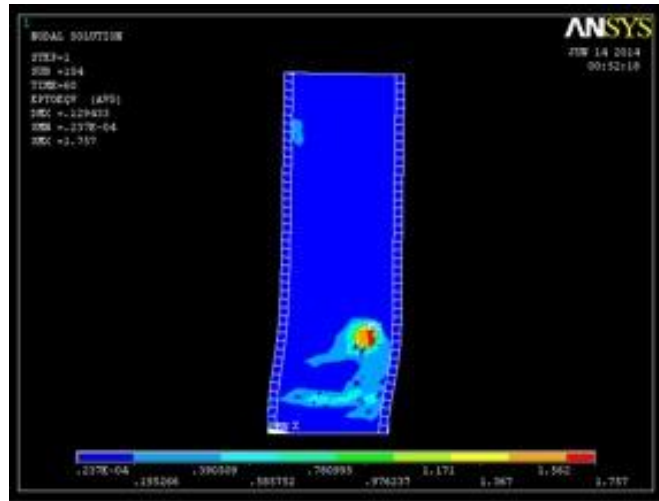 1
NODAL SOLUTION
ANSYS
JUN 14 2014
00:52:18
STEP=1
SUB =154
TIME=60
EPTOEQV (AVG)
DMX =.129433
SMN =.237E-04
SMX =1.757
X
.237E-04 .390509 .780995 1.171 1.562
.195266 .585752 .976237 1.367 1.757